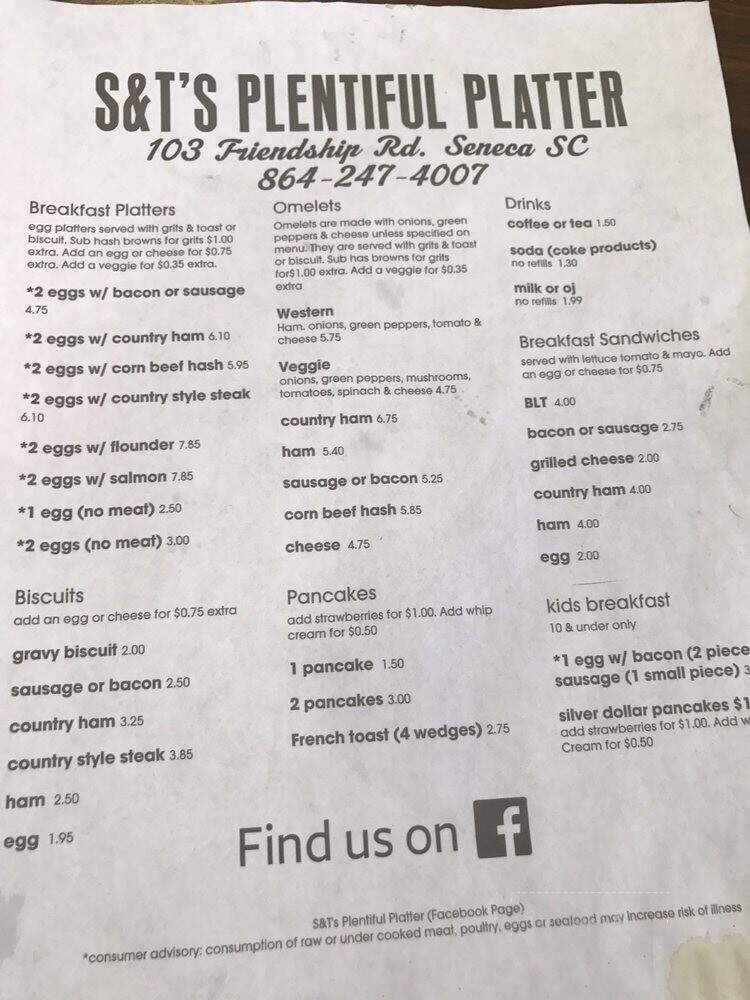 S&T'S PLENTIFUL PLATTER
103 Friendship Rd. Seneca SC
864-247-4007
Breakfast Platters
egg platters served with grits & toast or
biscuit. Sub hash browns for grits $1.00
extra. Add an egg or cheese for $0.75
extra. Add a veggie for $0.35 extra.
*2 eggs w/ bacon or sausage
4.75
*2 eggs w/ country ham 6.10
*2 eggs w/ corn beef hash 5.95
*2 eggs w/ country style steak
6.10
*2 eggs w/ flounder 7.85
*2 eggs w/ salmon 7.85
*1 egg (no meat) 2.50
*2 eggs (no meat) 3.00
Biscuits
add an egg or cheese for $0.75 extra
gravy biscuit 2.00
sausage or bacon 2.50
country ham 3.25
country style steak 3.85
ham 2.50
egg 1.95
Omelets
Omelets are made with onions, green
peppers & cheese unless specified on
menu. They are served with grits & toast
or biscuit. Sub has browns for grits
for$1.00 extra. Add a veggie for $0.35
extra
Western
Ham. onions, green peppers, tomato &
cheese 5.75
Veggie
onions, green peppers, mushrooms,
tomatoes, spinach & cheese 4.75
country ham 6.75
ham 5.40
sausage or bacon 5.25
corn beef hash 5.85
cheese 4.75
Pancakes
add strawberries for $1.00. Add whip
cream for $0.50
1 pancake 1.50
2 pancakes 3.00
French toast (4 wedges) 2.75
Drinks
coffee or tea 1.50
soda (coke products)
no refills 1.30
milk or oj
no refills 1.99
Breakfast Sandwiches
served with lettuce tomato & mayo. Add
an egg or cheese for $0.75
BLT 4.00
bacon or sausage 2.75
grilled cheese 2.00
country ham 4.00
ham 4.00
egg 2.00
kids breakfast
10 & under only
*1 egg w/ bacon (2 piece
sausage (1 small piece) 3
silver dollar pancakes $1
add strawberries for $1.00. Add w
Cream for $0.50
Find us on f
S&T's Plentiful Platter (Facebook Page)
*consumer advisory: consumption of raw or under cooked meat, poultry, eggs or seafood may increase risk of illness